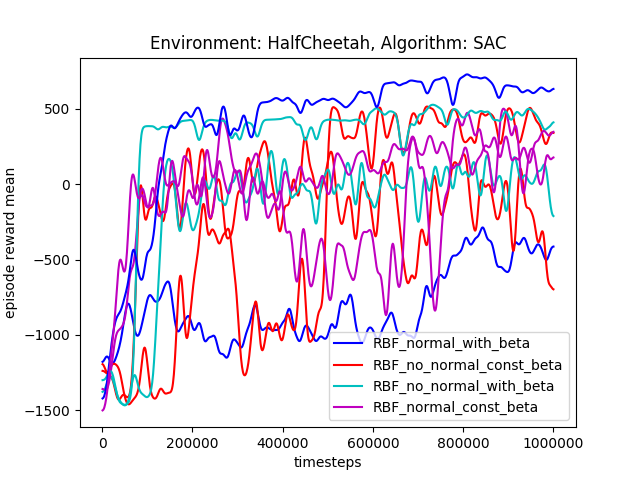 Environment: HalfCheetah, Algorithm: SAC
episode reward mean
500
0
−500
−1000
−1500
RBF_normal_with_beta
RBF_no_normal_const_beta
RBF_no_normal_with_beta
RBF_normal_const_beta
0 200000 400000 600000 800000 1000000
timesteps